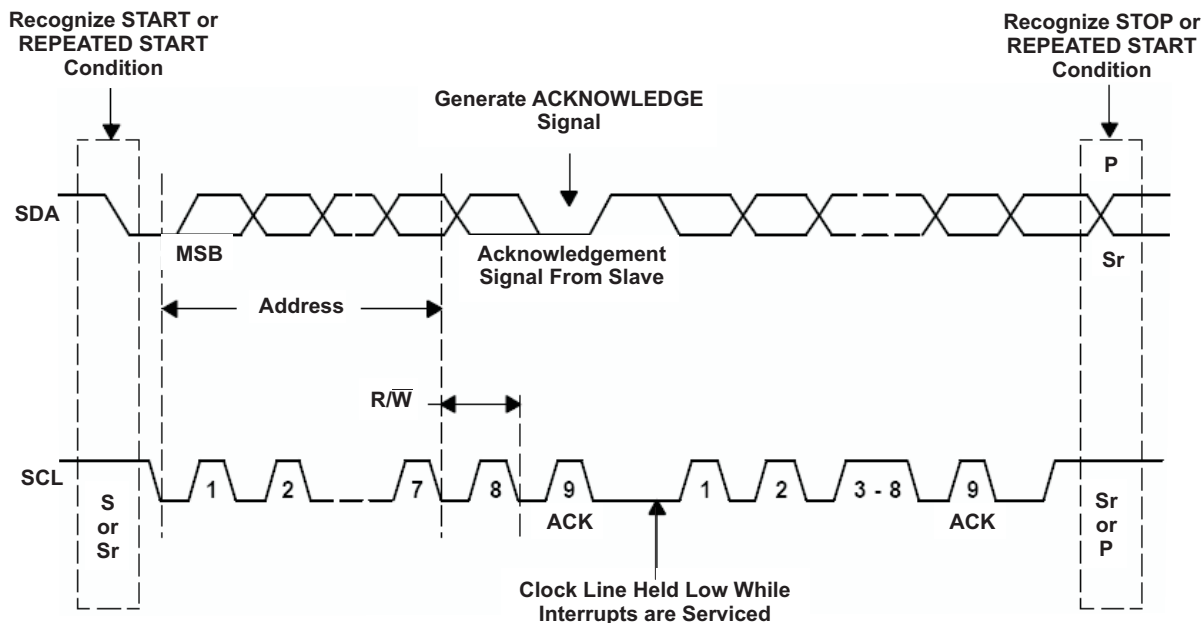 Recognize START or
REPEATED START
Condition
Recognize STOP or
REPEATED START
Condition
Generate ACKNOWLEDGE
Signal
P
SDA
MSB
Acknowledgement
Signal From Slave
Sr
Address
R/W̅
SCL
1
2
7
8
9
1
2
3 - 8
9
ACK
ACK
S
or
Sr
Sr
or
P
Clock Line Held Low While
Interrupts are Serviced